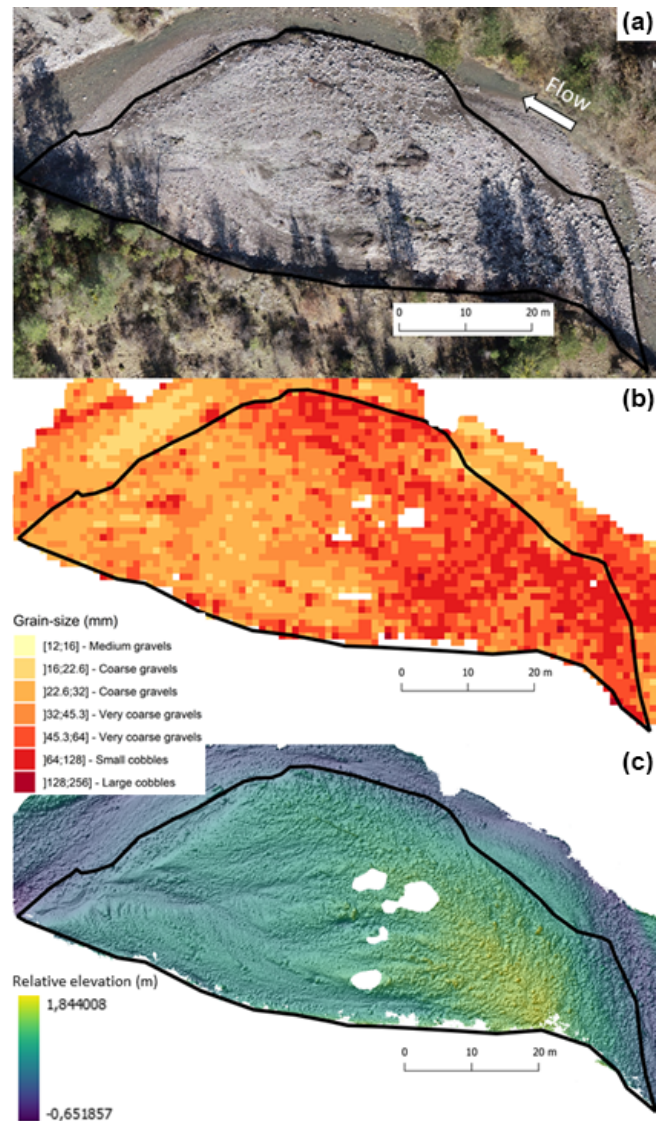 (a)
Flow
0 10 20 m
(b)
Grain-size (mm)
[12;16] - Medium gravels
]16;22.6] - Coarse gravels
]22.6;32] - Coarse gravels
]32;45.3] - Very coarse gravels
]45.3;64] - Very coarse gravels
]64;128] - Small cobbles
]128;256] - Large cobbles
0 10 20 m
(c)
Relative elevation (m)
1,844008
-0,651857
0 10 20 m